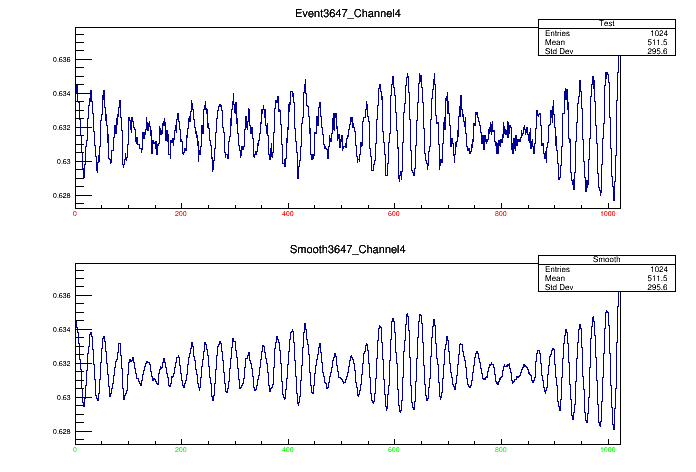 Event3647_Channel4
Test
Entries 1024
Mean 511.5
Std Dev 295.6
0.636
0.634
0.632
0.63
0.628
0 200 400 600 800 1000
Smooth3647_Channel4
Smooth
Entries 1024
Mean 511.5
Std Dev 295.6
0.636
0.634
0.632
0.63
0.628
0 200 400 600 800 1000